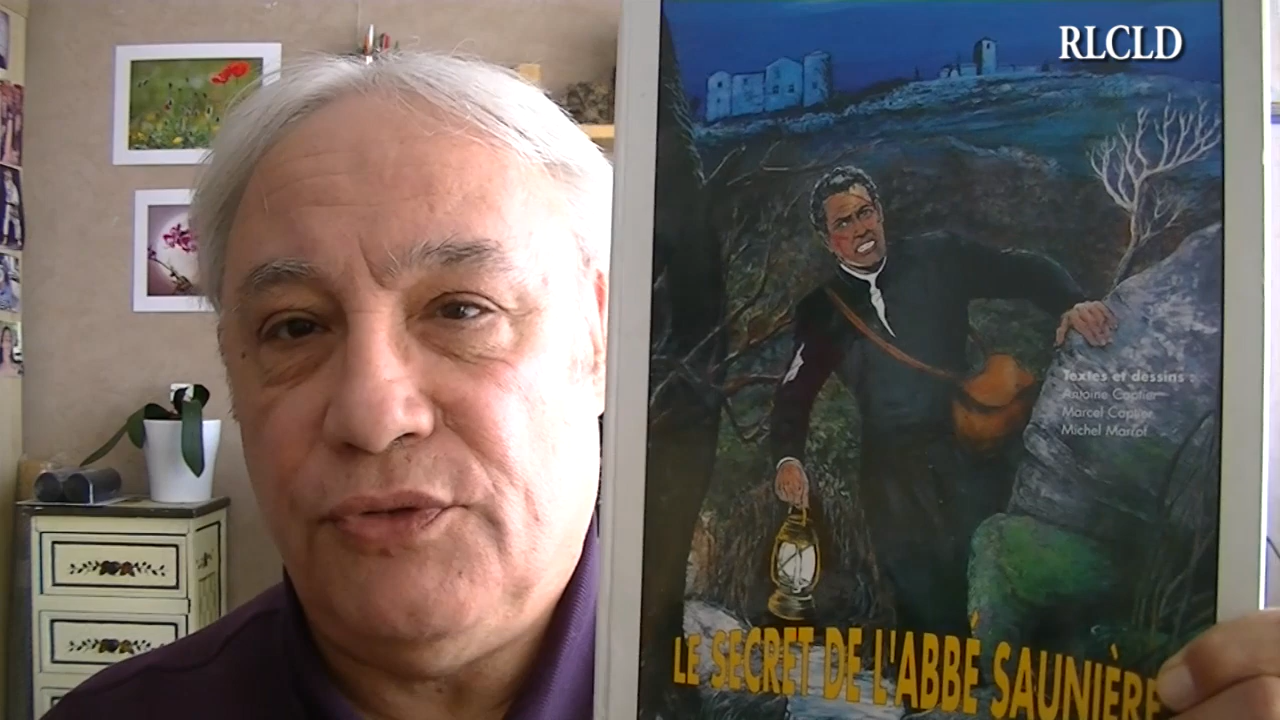 RLCLD
Textes et dessins :
Antoine Captier
Marcel Captier
Michel Marrot
LE SECRET DE L'ABBÉ SAUNIÈRE